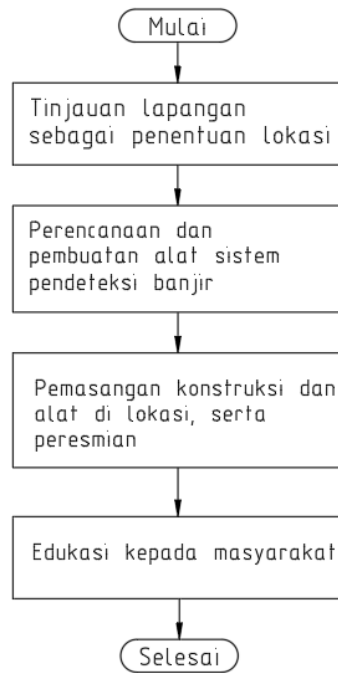 Mulai
Tinjauan lapangan
sebagai penentuan lokasi
Perencanaan dan
pembuatan alat sistem
pendeteksi banjir
Pemasangan konstruksi dan
alat di lokasi, serta
peresmian
Edukasi kepada masyarakat
Selesai